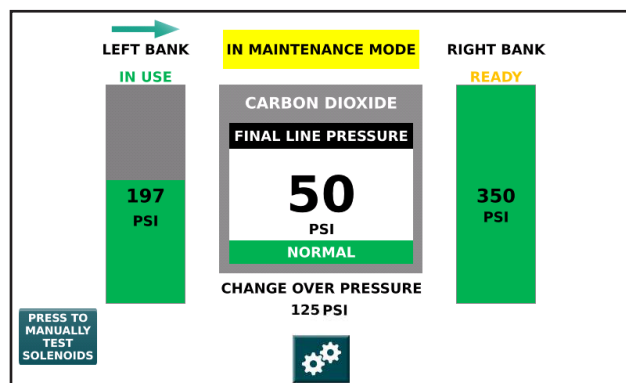 LEFT BANK
IN USE
197
PSI
IN MAINTENANCE MODE
CARBON DIOXIDE
FINAL LINE PRESSURE
50
PSI
NORMAL
CHANGE OVER PRESSURE
125 PSI
RIGHT BANK
READY
350
PSI
PRESS TO
MANUALLY
TEST
SOLENOIDS